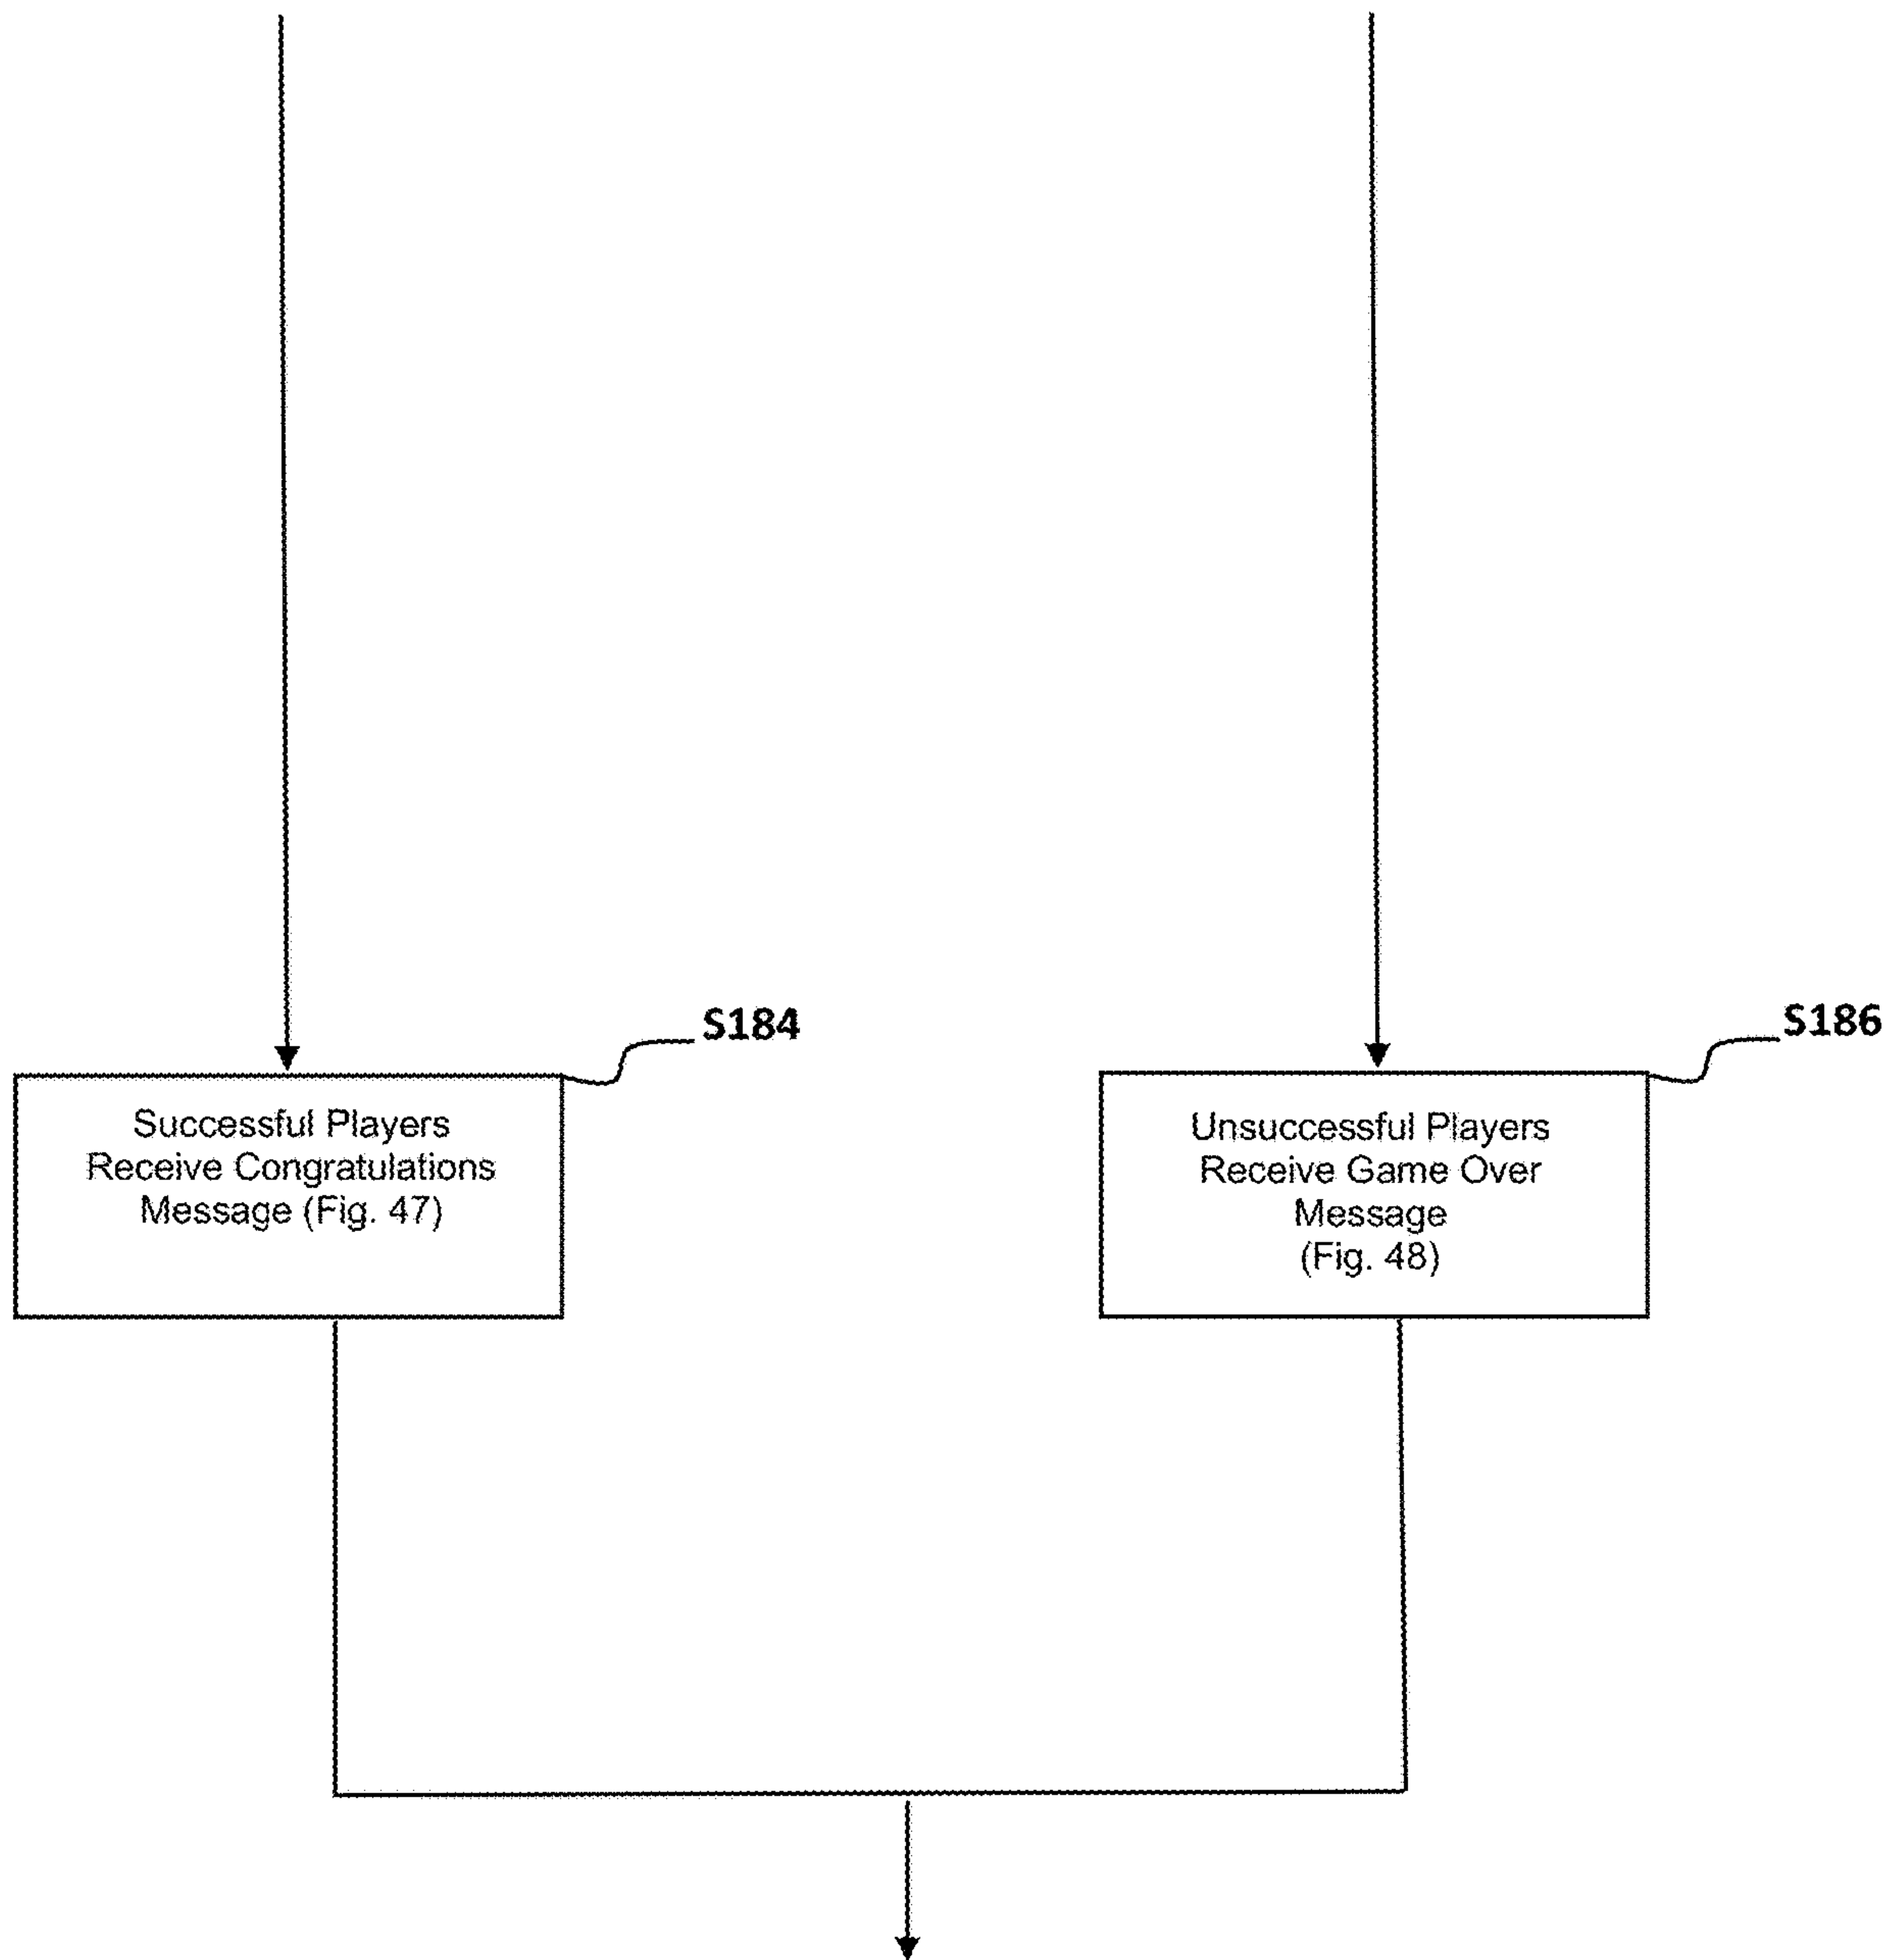 S184
Successful Players
Receive Congratulations
Message (Fig. 47)
S186
Unsuccessful Players
Receive Game Over
Message
(Fig. 48)